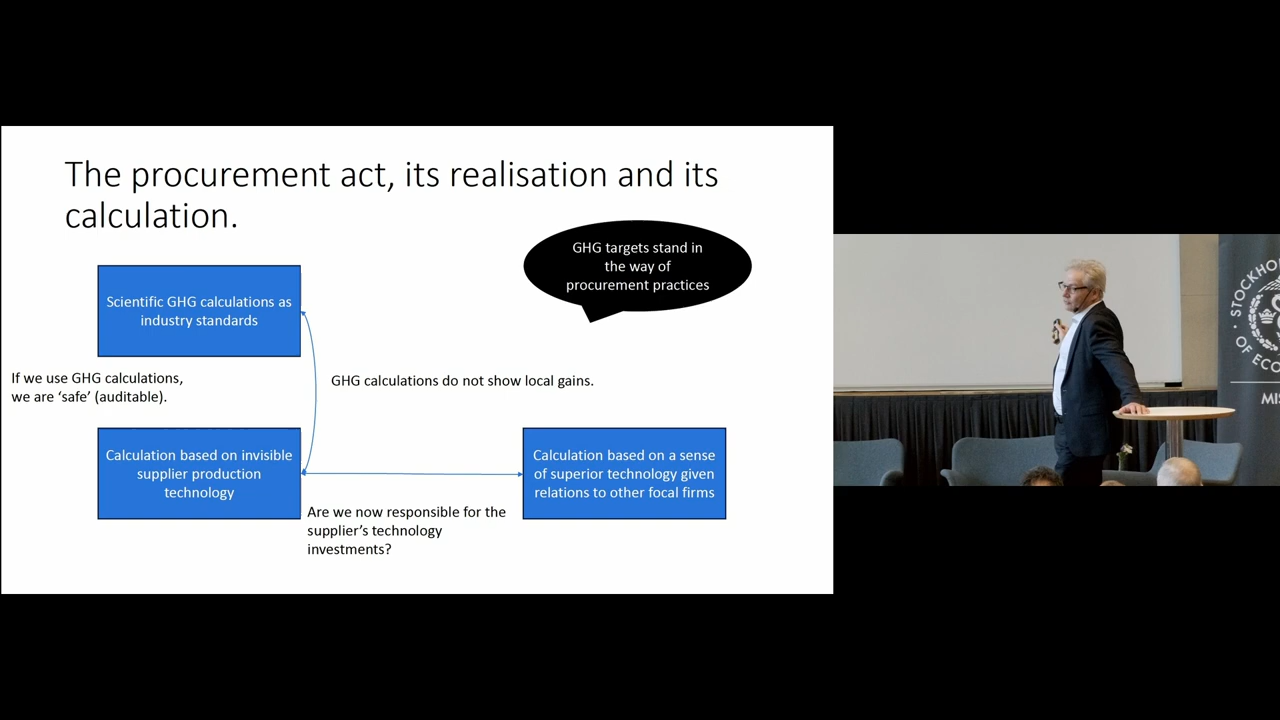 The procurement act, its realisation and its
calculation.
GHG targets stand in
the way of
procurement practices
Scientific GHG calculations as
industry standards
If we use GHG calculations,
we are ‘safe’ (auditable).
GHG calculations do not show local gains.
Calculation based on invisible
supplier production
technology
Calculation based on a sense
of superior technology given
relations to other focal firms
Are we now responsible for the
supplier’s technology
investments?